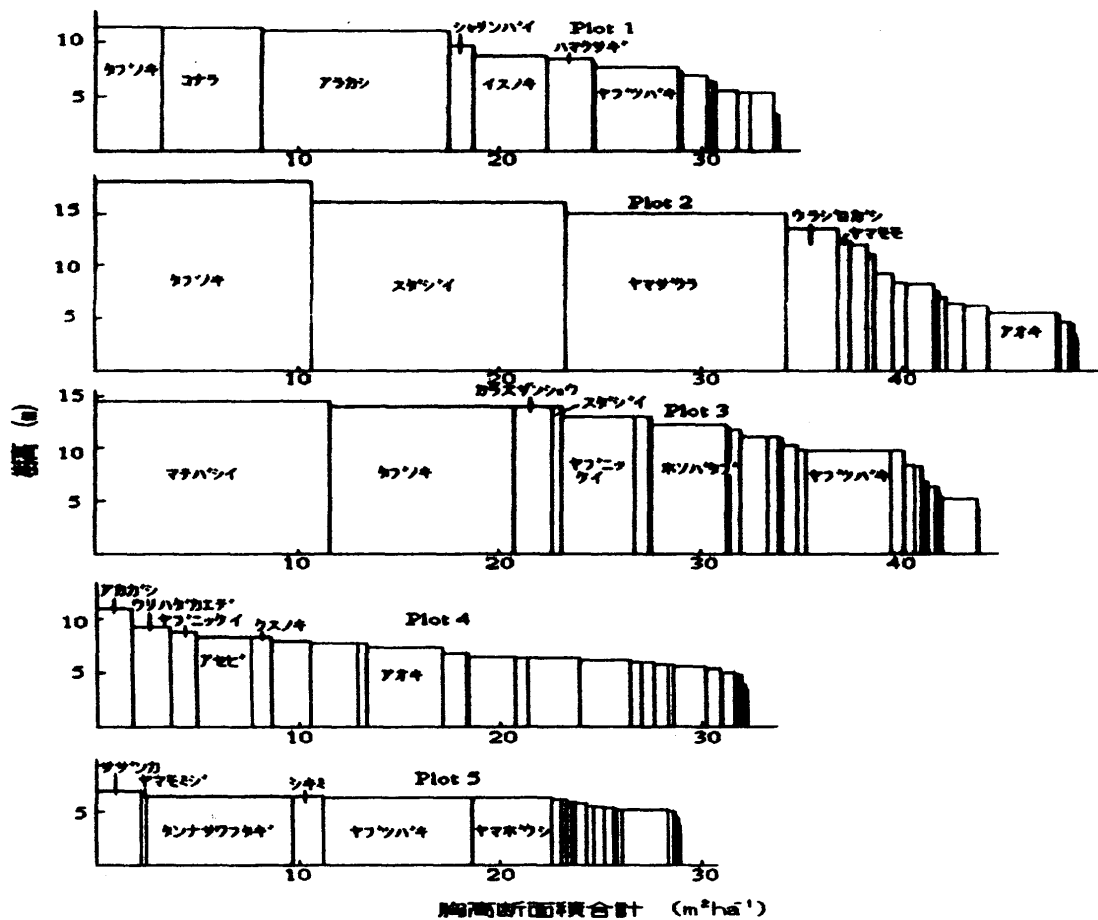 シャリンバイ Plot 1
ハマクサギ
10
タブノキ コナラ アラカシ イスノキ ヤブツバキ
5
10 20 30
Plot 2
15 ウラジロガシ
ヤマモモ
10
タブノキ スダジイ ヤマザクラ
5 アオキ
10 20 30 40
カラスザンショウ
スダジイ Plot 3
15
10
マテバシイ タブノキ ヤブニッケイ ホソバタブ ヤブツバキ
5
10 20 30 40
樹高 (m)
アカガシ
ウリハダカエデ
ヤブニッケイ クスノキ Plot 4
10
アセビ アオキ
5
10 20 30
サザンカ
ヤマモミジ シキミ Plot 5
5
タンナサワフタギ ヤブツバキ ヤマボウシ
10 20 30
胸高断面積合計 (m²ha⁻¹)